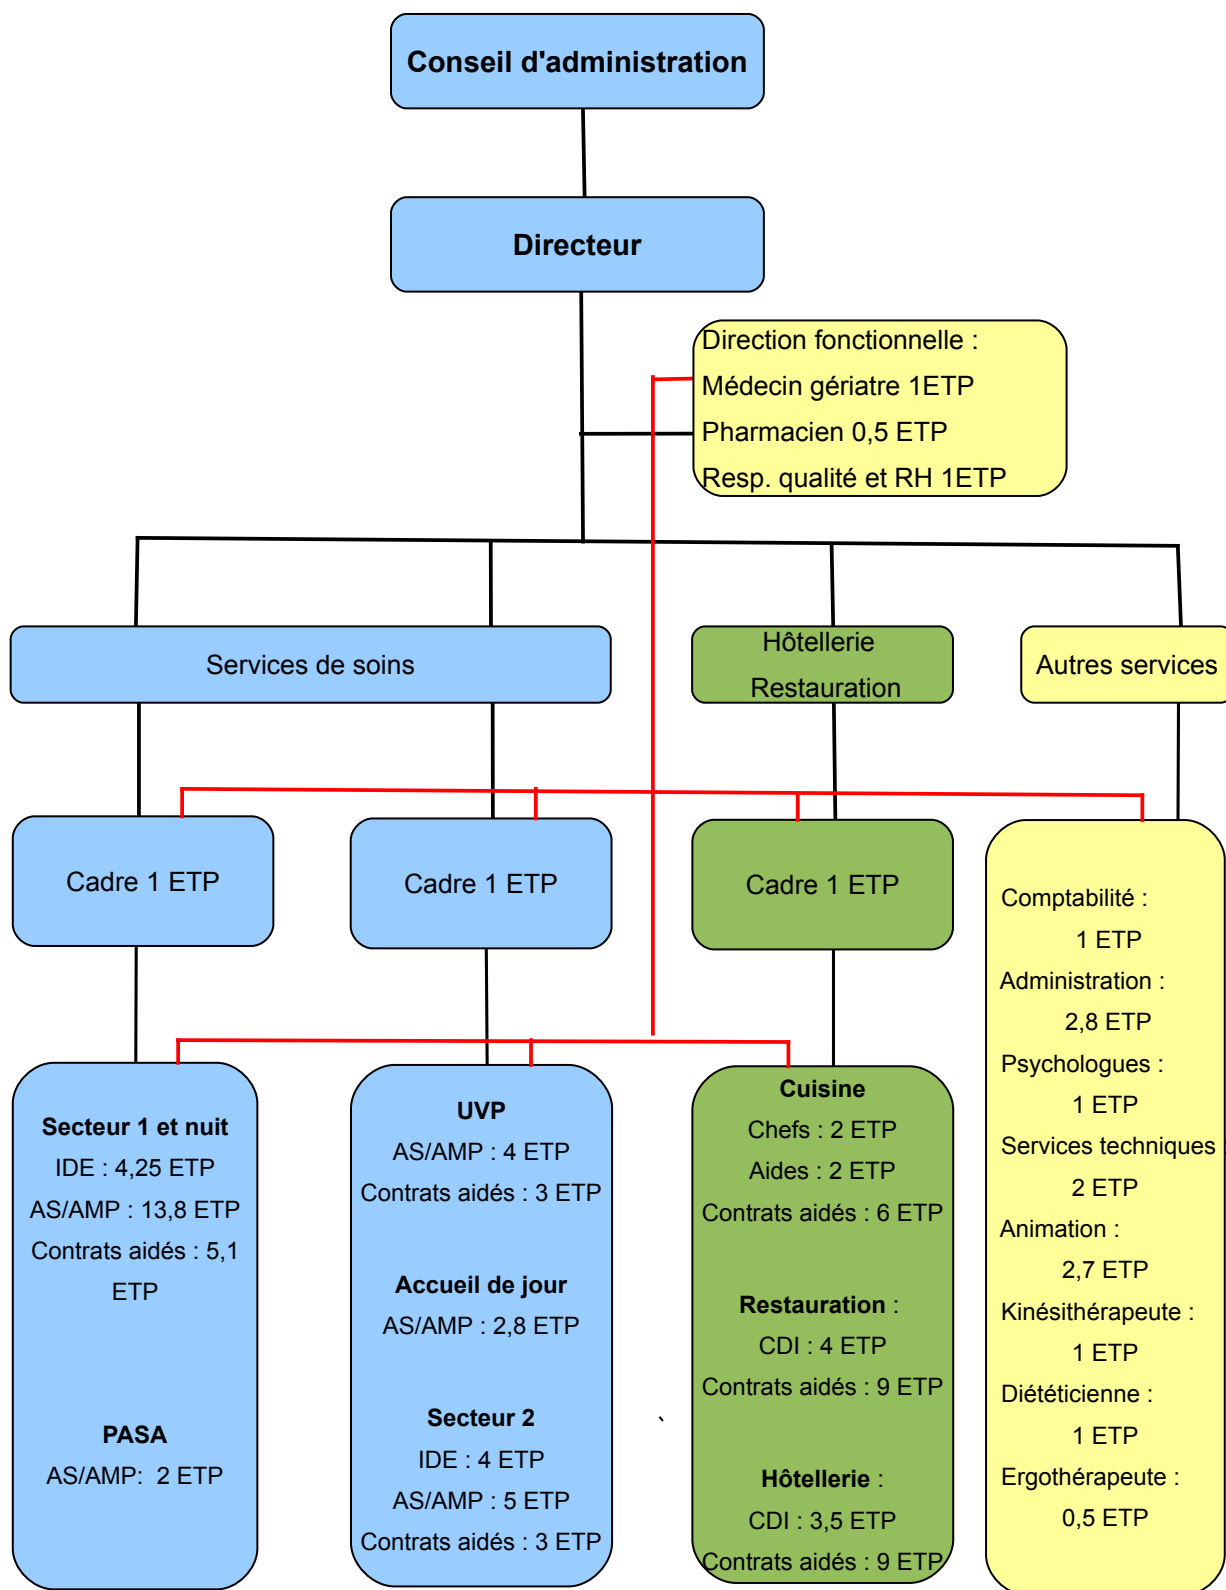 Conseil d'administration
Directeur
Direction fonctionnelle :
Médecin gériatre 1ETP
Pharmacien 0,5 ETP
Resp. qualité et RH 1ETP
Services de soins
Hôtellerie
Restauration
Autres services
Cadre 1 ETP
Cadre 1 ETP
Cadre 1 ETP
Secteur 1 et nuit
IDE : 4,25 ETP
AS/AMP : 13,8 ETP
Contrats aidés : 5,1
ETP
PASA
AS/AMP: 2 ETP
UVP
AS/AMP : 4 ETP
Contrats aidés : 3 ETP
Accueil de jour
AS/AMP : 2,8 ETP
Secteur 2
IDE : 4 ETP
AS/AMP : 5 ETP
Contrats aidés : 3 ETP
Cuisine
Chefs : 2 ETP
Aides : 2 ETP
Contrats aidés : 6 ETP
Restauration :
CDI : 4 ETP
Contrats aidés : 9 ETP
Hôtellerie :
CDI : 3,5 ETP
Contrats aidés : 9 ETP
Comptabilité :
1 ETP
Administration :
2,8 ETP
Psychologues :
1 ETP
Services techniques :
2 ETP
Animation :
2,7 ETP
Kinésithérapeute :
1 ETP
Diététicienne :
1 ETP
Ergothérapeute :
0,5 ETP